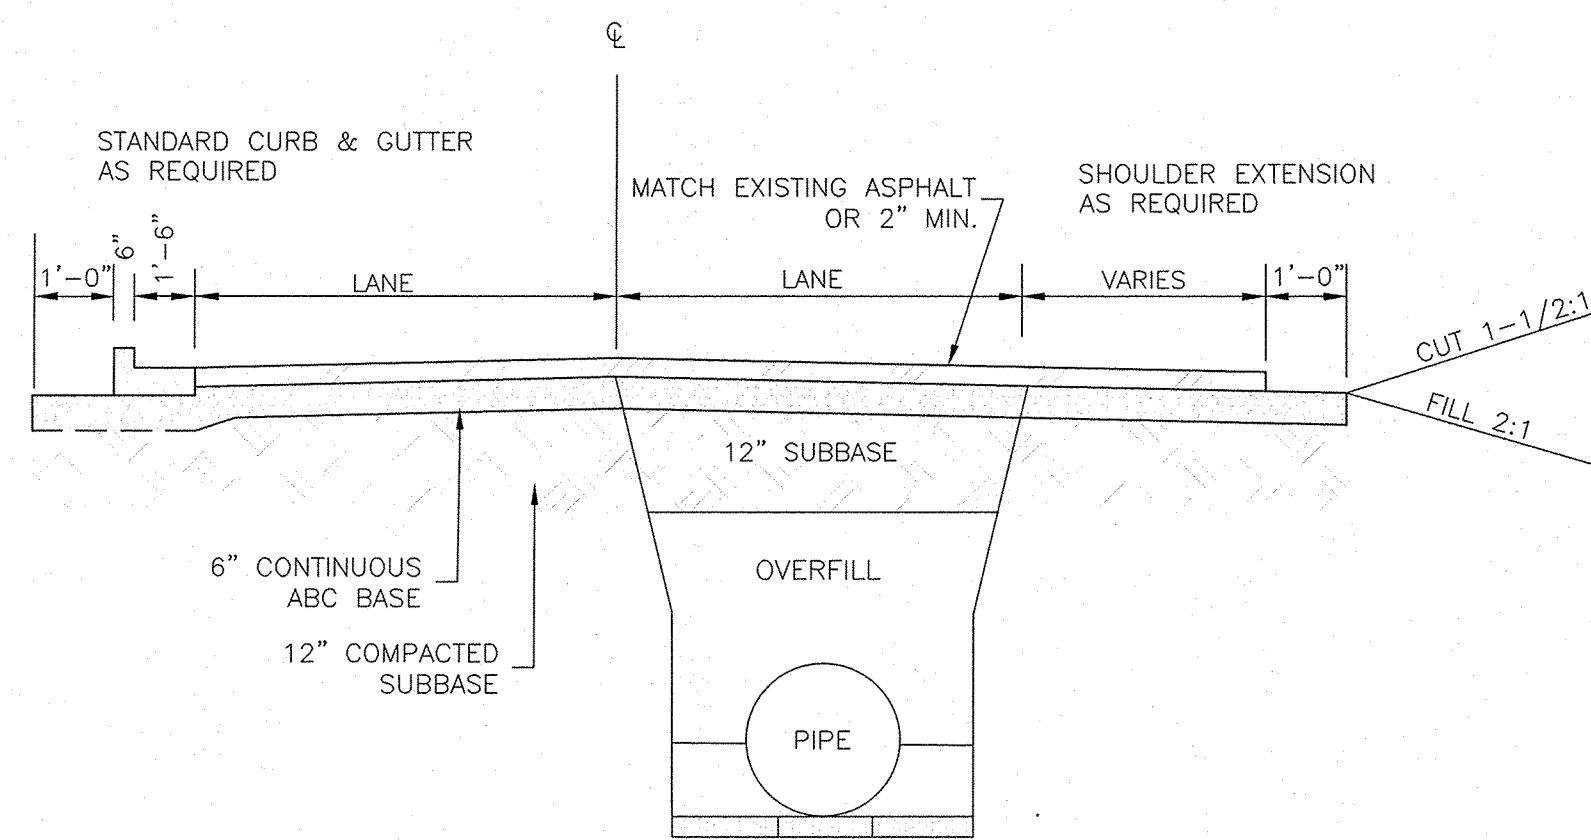 ℄
STANDARD CURB & GUTTER
AS REQUIRED
MATCH EXISTING ASPHALT
OR 2" MIN.
SHOULDER EXTENSION
AS REQUIRED
1'-0"
6"
1'-6"
LANE
LANE
VARIES
1'-0"
CUT 1-1/2:1
FILL 2:1
12" SUBBASE
6" CONTINUOUS
ABC BASE
OVERFILL
12" COMPACTED
SUBBASE
PIPE